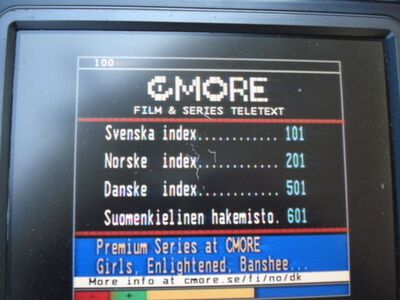 100
CMORE
FILM & SERIES TELETEXT
Svenska index............ 101
Norske index............ 201
Danske index............ 501
Suomenkielinen hakemisto. 601
Premium Series at CMORE
Girls, Enlightened, Banshee...
More info at cmore.se/fi/no/dk
- +